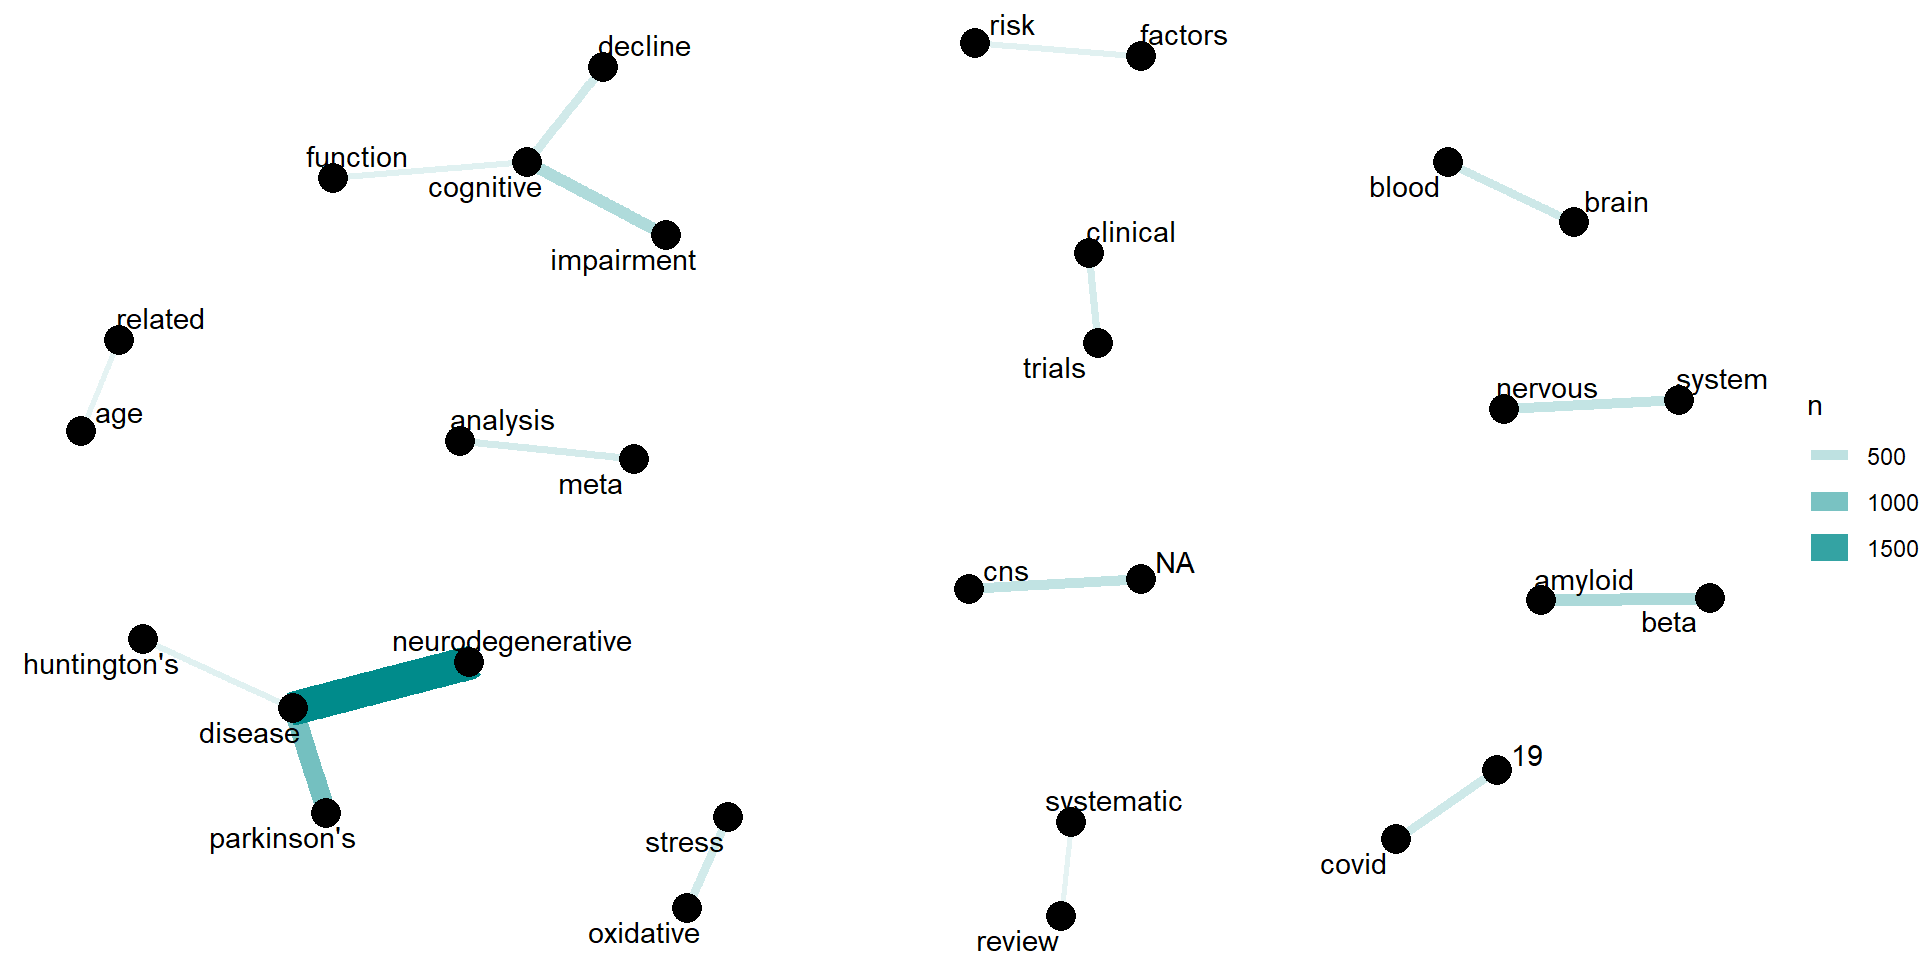 risk
factors
decline
function
cognitive
impairment
blood
brain
clinical
trials
related
age
analysis
meta
nervous
system
n
500
1000
1500
cns
NA
amyloid
beta
huntington's
neurodegenerative
disease
parkinson's
stress
oxidative
systematic
review
19
covid